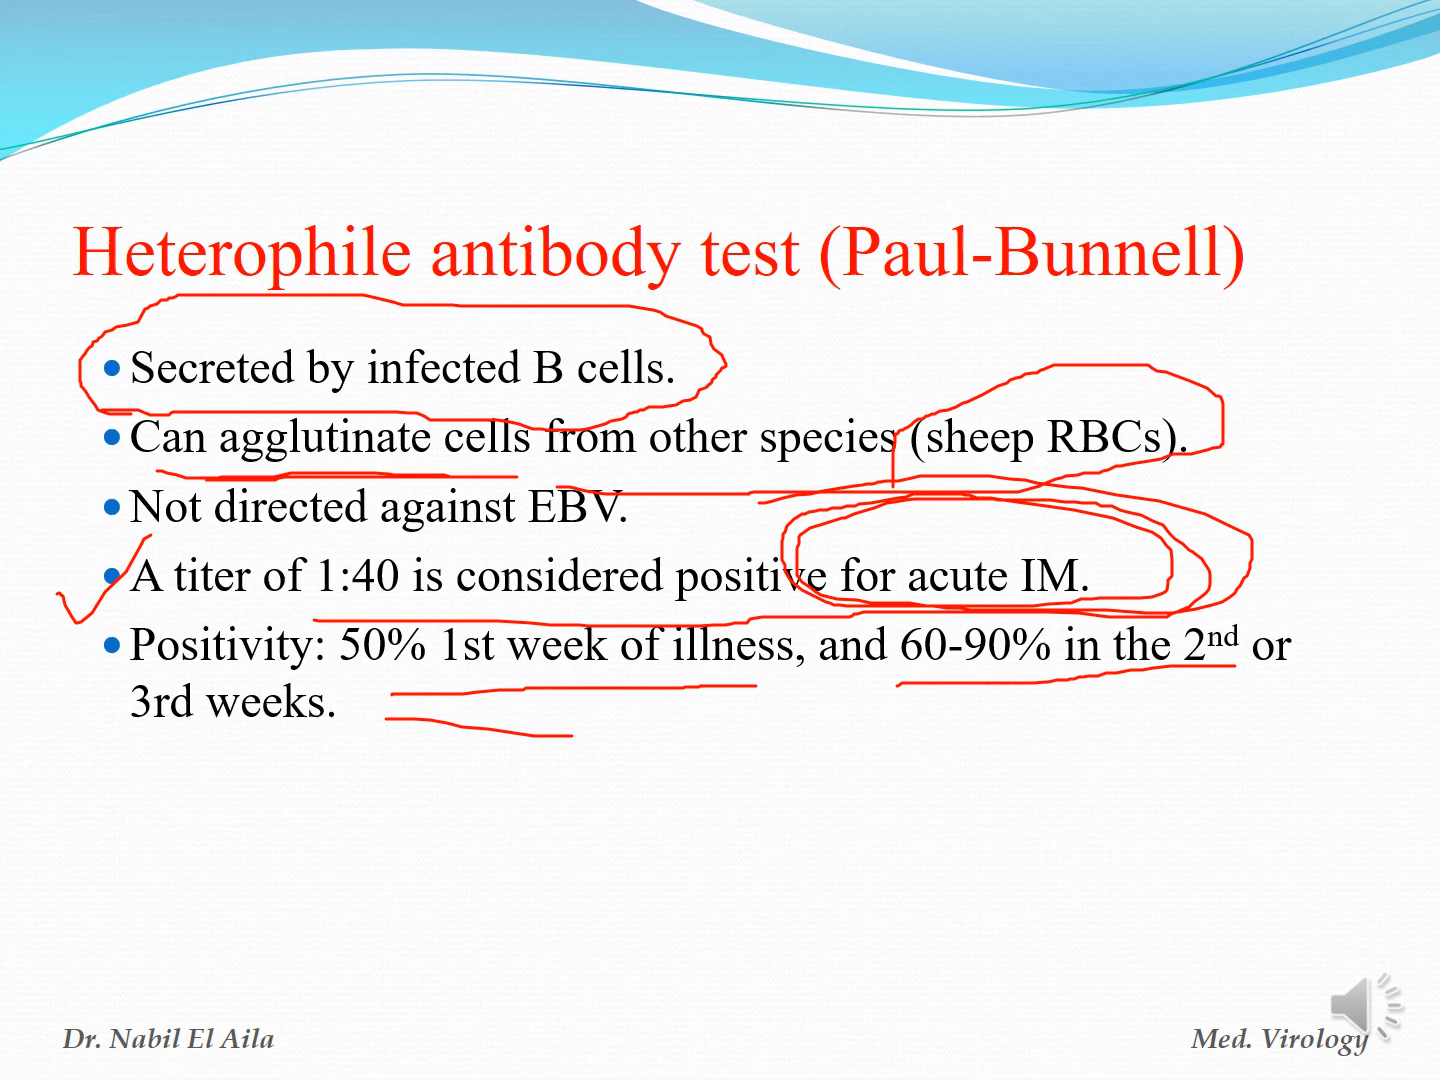 Heterophile antibody test (Paul-Bunnell)
• Secreted by infected B cells.
• Can agglutinate cells from other species (sheep RBCs).
• Not directed against EBV.
• A titer of 1:40 is considered positive for acute IM.
• Positivity: 50% 1st week of illness, and 60-90% in the 2nd or
3rd weeks.
Dr. Nabil El Aila
Med. Virology